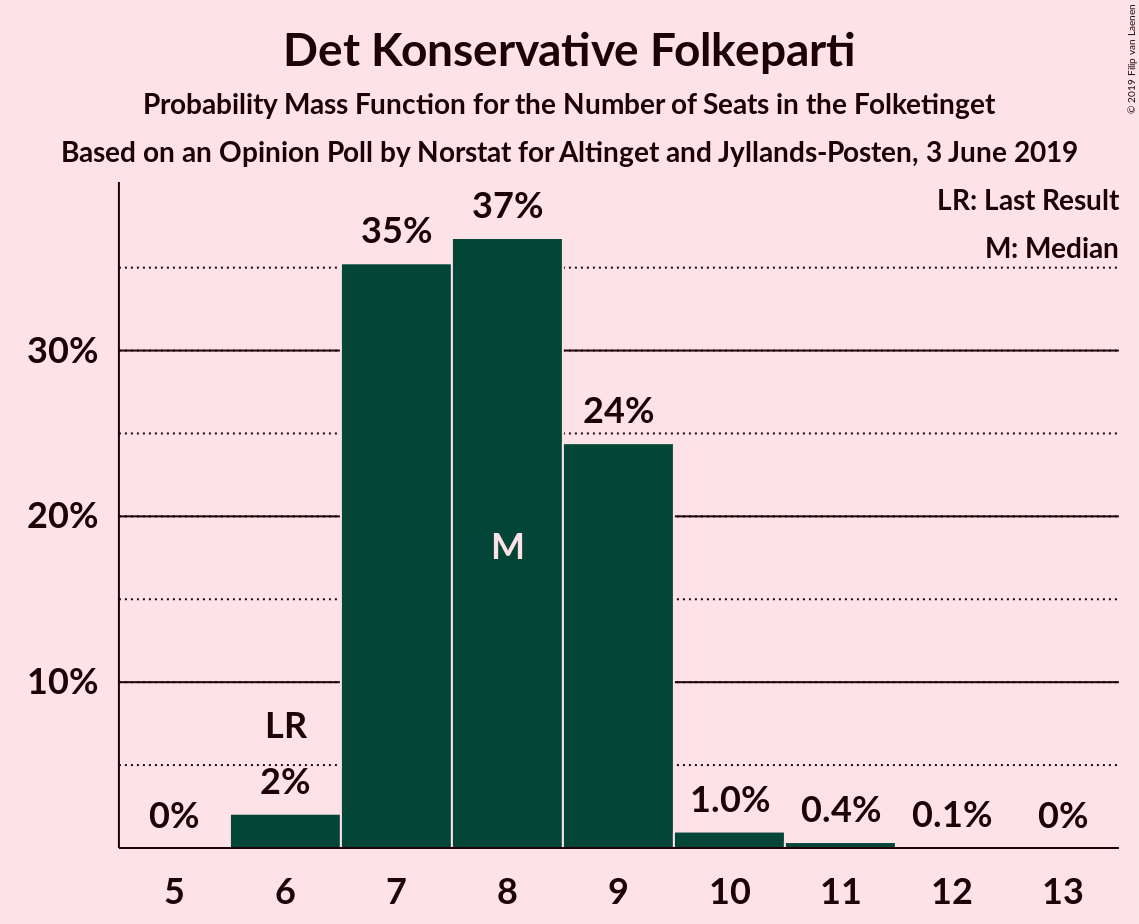 Det Konservative Folkeparti
Probability Mass Function for the Number of Seats in the Folketinget
Based on an Opinion Poll by Norstat for Altinget and Jyllands-Posten, 3 June 2019
© 2019 Filip van Laenen
LR: Last Result
M: Median
30%
20%
10%
0%
LR
2%
35%
37%
M
24%
1.0%
0.4%
0.1%
0%
5 6 7 8 9 10 11 12 13